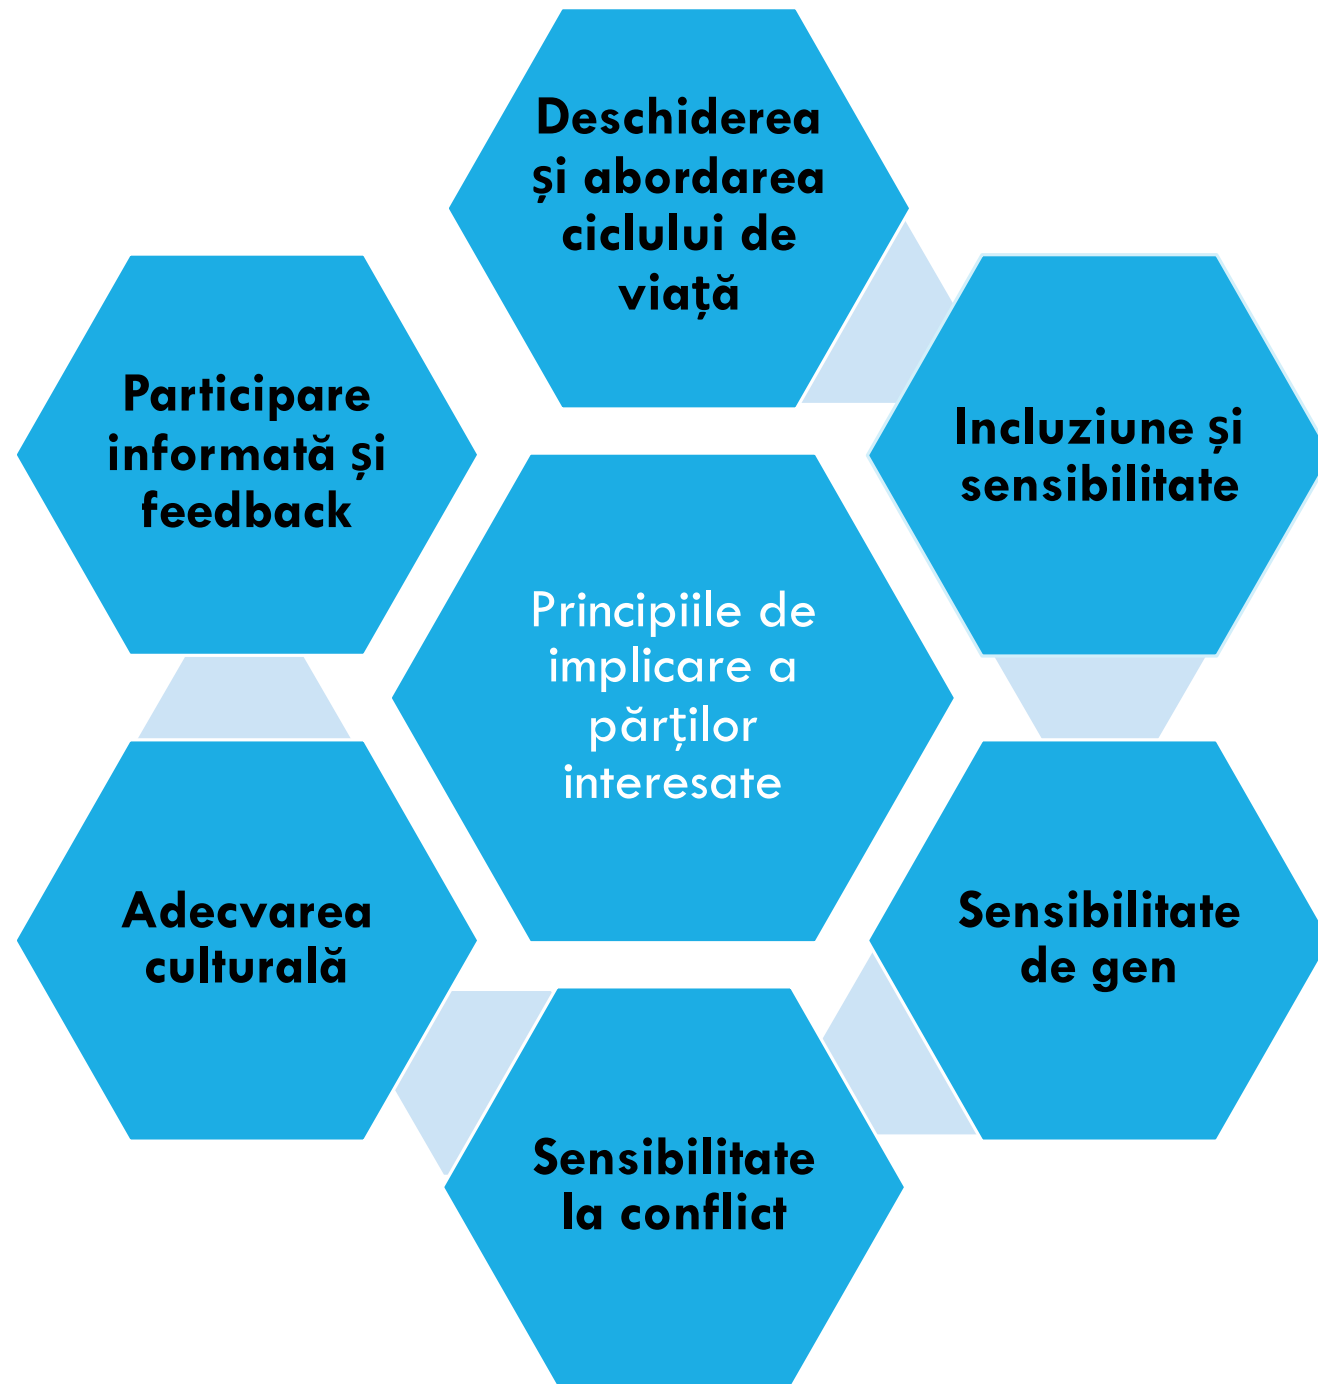 Deschiderea
și abordarea
ciclului de
viață
Incluziune și
sensibilitate
Sensibilitate
de gen
Sensibilitate
la conflict
Adecvarea
culturală
Participare
informată și
feedback
Principiile de
implicare a
părților
interesate